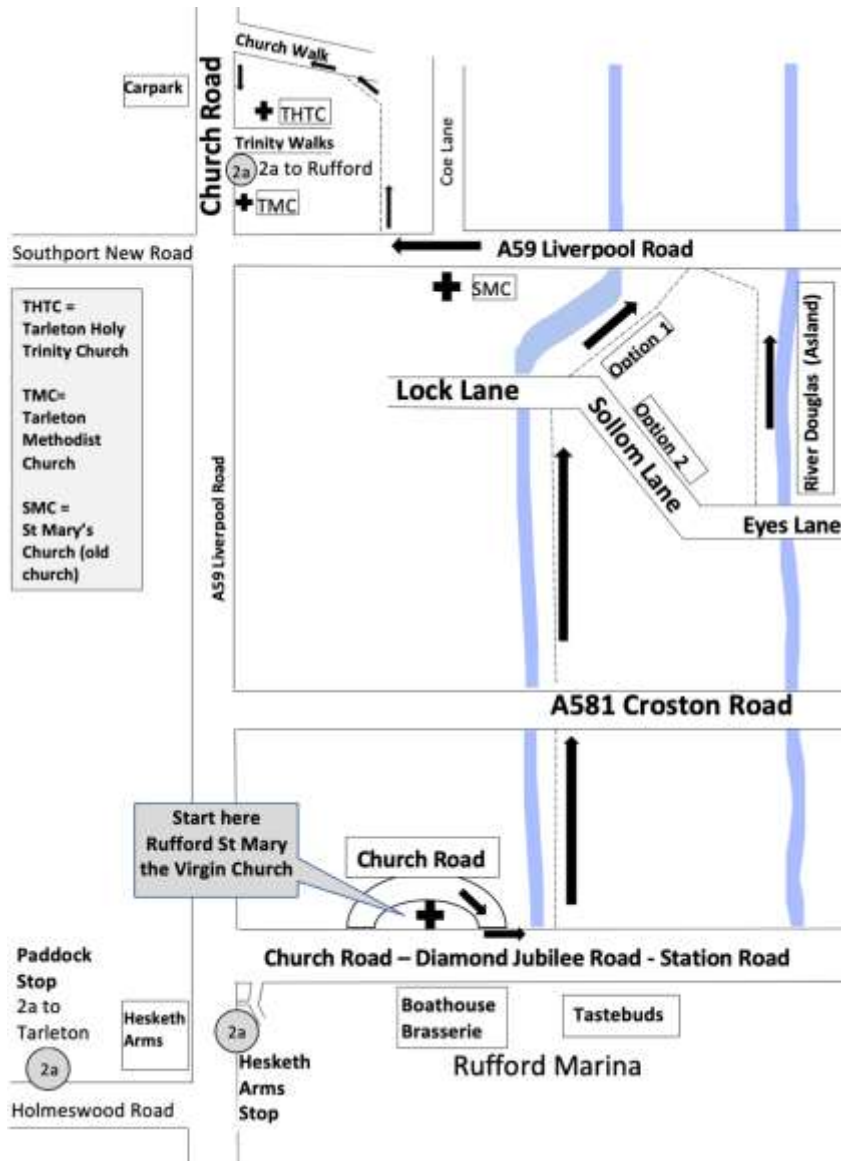 Church Walk
Carpark
Church Road
THTC
Trinity Walks
2a
2a to Rufford
TMC
Coe Lane
Southport New Road
A59 Liverpool Road
SMC
THTC =
Tarleton Holy
Trinity Church
TMC=
Tarleton
Methodist
Church
SMC =
St Mary's
Church (old
church)
Option 1
Lock Lane
Option 2
Sollom Lane
River Douglas (Asland)
Eyes Lane
A59 Liverpool Road
A581 Croston Road
Start here
Rufford St Mary
the Virgin Church
Church Road
Church Road – Diamond Jubilee Road - Station Road
Paddock
Stop
2a to
Tarleton
2a
Hesketh
Arms
2a
Hesketh
Arms
Stop
Boathouse
Brasserie
Tastebuds
Rufford Marina
Holmeswood Road